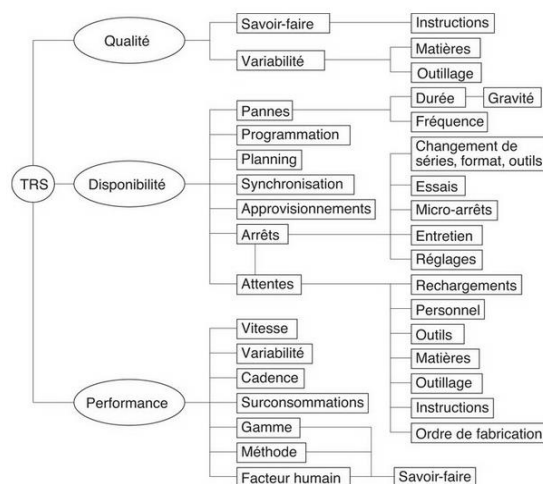 TRS
Qualité
Savoir-faire
Instructions
Variabilité
Matières
Outillage
Disponibilité
Pannes
Durée
Gravité
Fréquence
Programmation
Planning
Synchronisation
Approvisionnements
Arrêts
Changement de
séries, format, outils
Essais
Micro-arrêts
Entretien
Réglages
Attentes
Rechargements
Personnel
Outils
Matières
Outillage
Instructions
Ordre de fabrication
Performance
Vitesse
Variabilité
Cadence
Surconsommations
Gamme
Méthode
Facteur humain
Savoir-faire